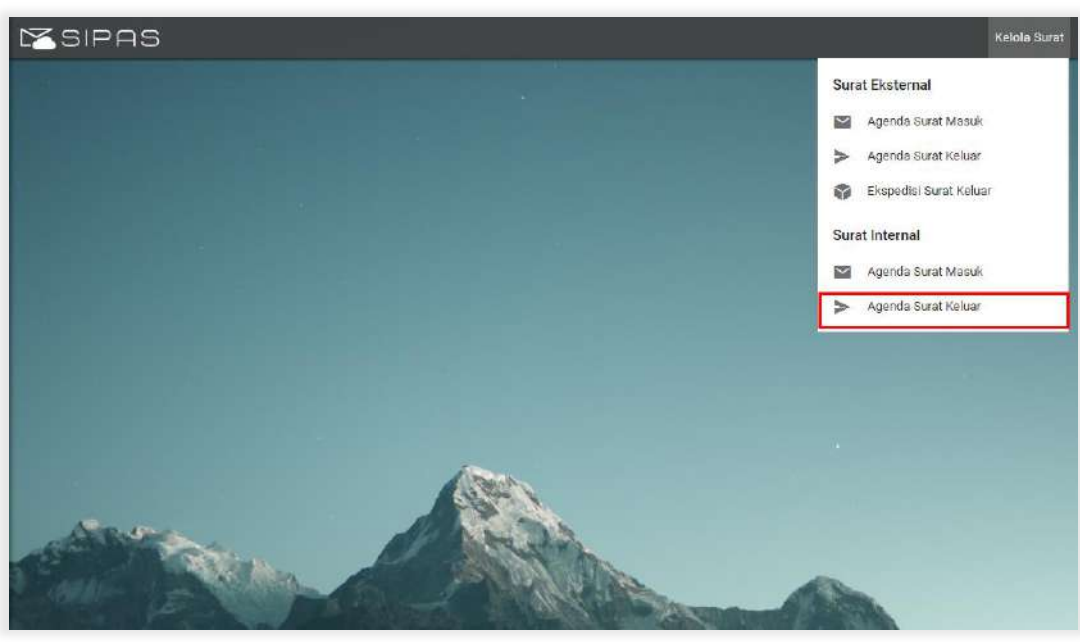 SIPAS
Kelola Surat
Surat Eksternal
Agenda Surat Masuk
Agenda Surat Keluar
Ekspedisi Surat Keluar
Surat Internal
Agenda Surat Masuk
Agenda Surat Keluar